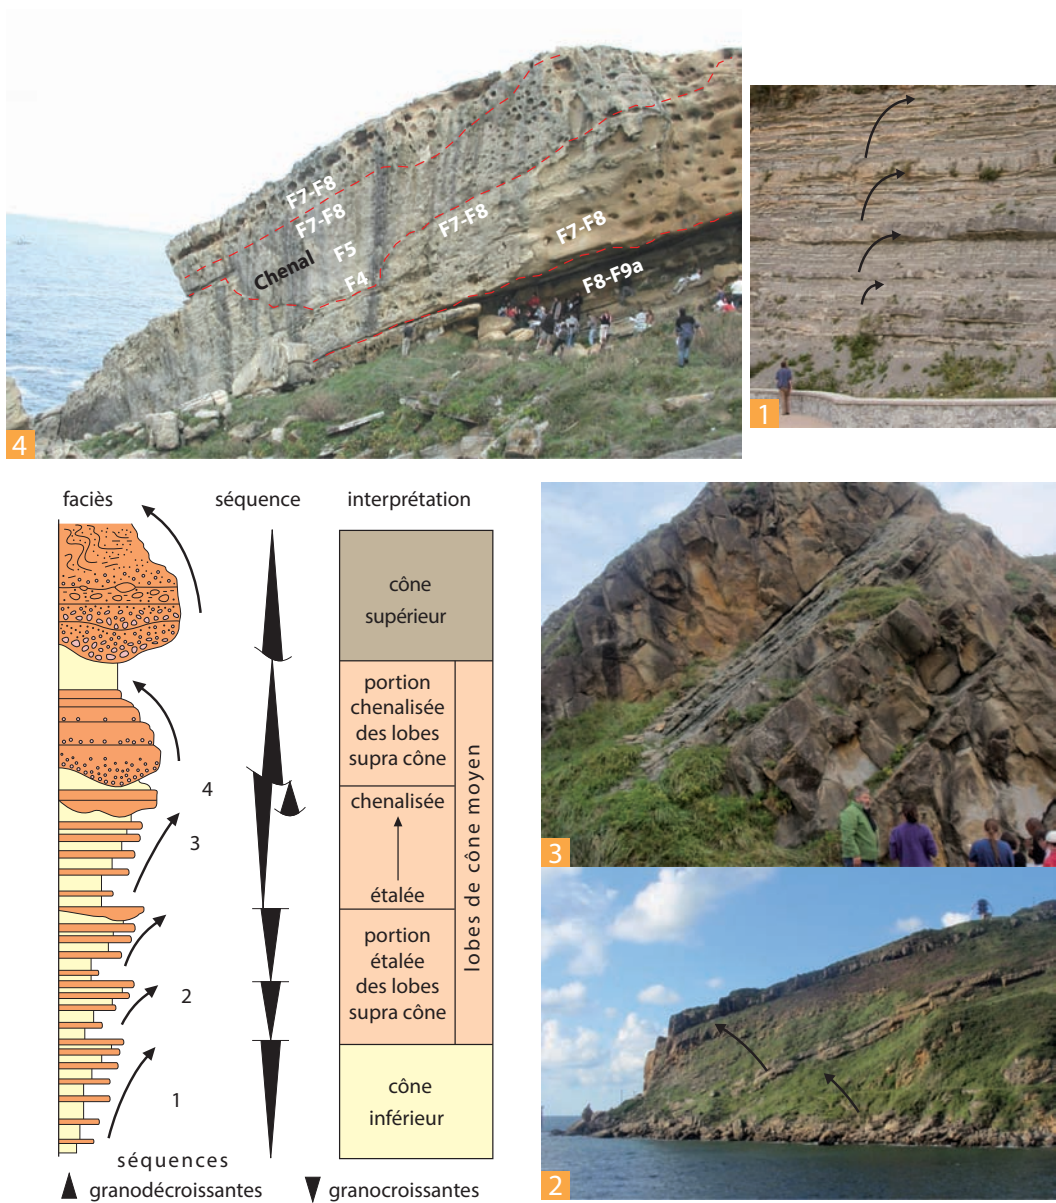 F7-F8
F7-F8
Chenal
F5
F4
F7-F8
F7-F8
F8-F9a
4
1
faciès
séquence
interprétation
cône
supérieur
portion
chenalisée
des lobes
supra cône
chenalisée
étalée
portion
étalée
des lobes
supra cône
lobes de cône moyen
cône
inférieur
4
3
2
1
séquences
granodécroissantes
granocroissantes
3
2